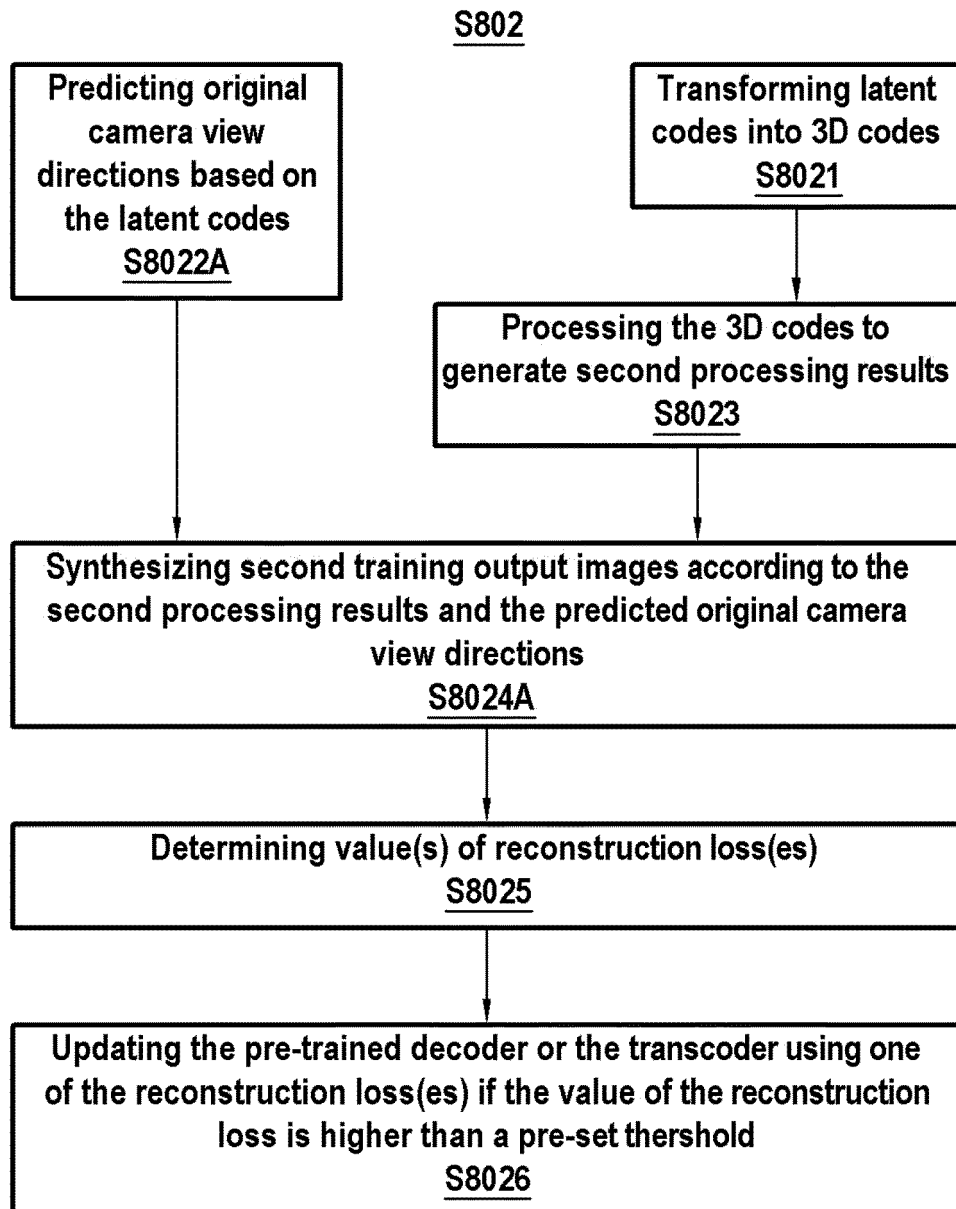 S802
Predicting original
camera view
directions based on
the latent codes
S8022A
Transforming latent
codes into 3D codes
S8021
Processing the 3D codes to
generate second processing results
S8023
Synthesizing second training output images according to the
second processing results and the predicted original camera
view directions
S8024A
Determining value(s) of reconstruction loss(es)
S8025
Updating the pre-trained decoder or the transcoder using one
of the reconstruction loss(es) if the value of the reconstruction
loss is higher than a pre-set thershold
S8026